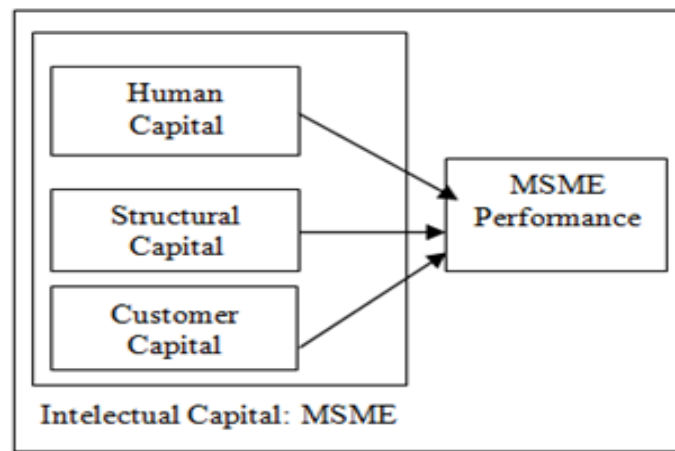 Human
Capital
MSME
Performance
Structural
Capital
Customer
Capital
Intelectual Capital: MSME